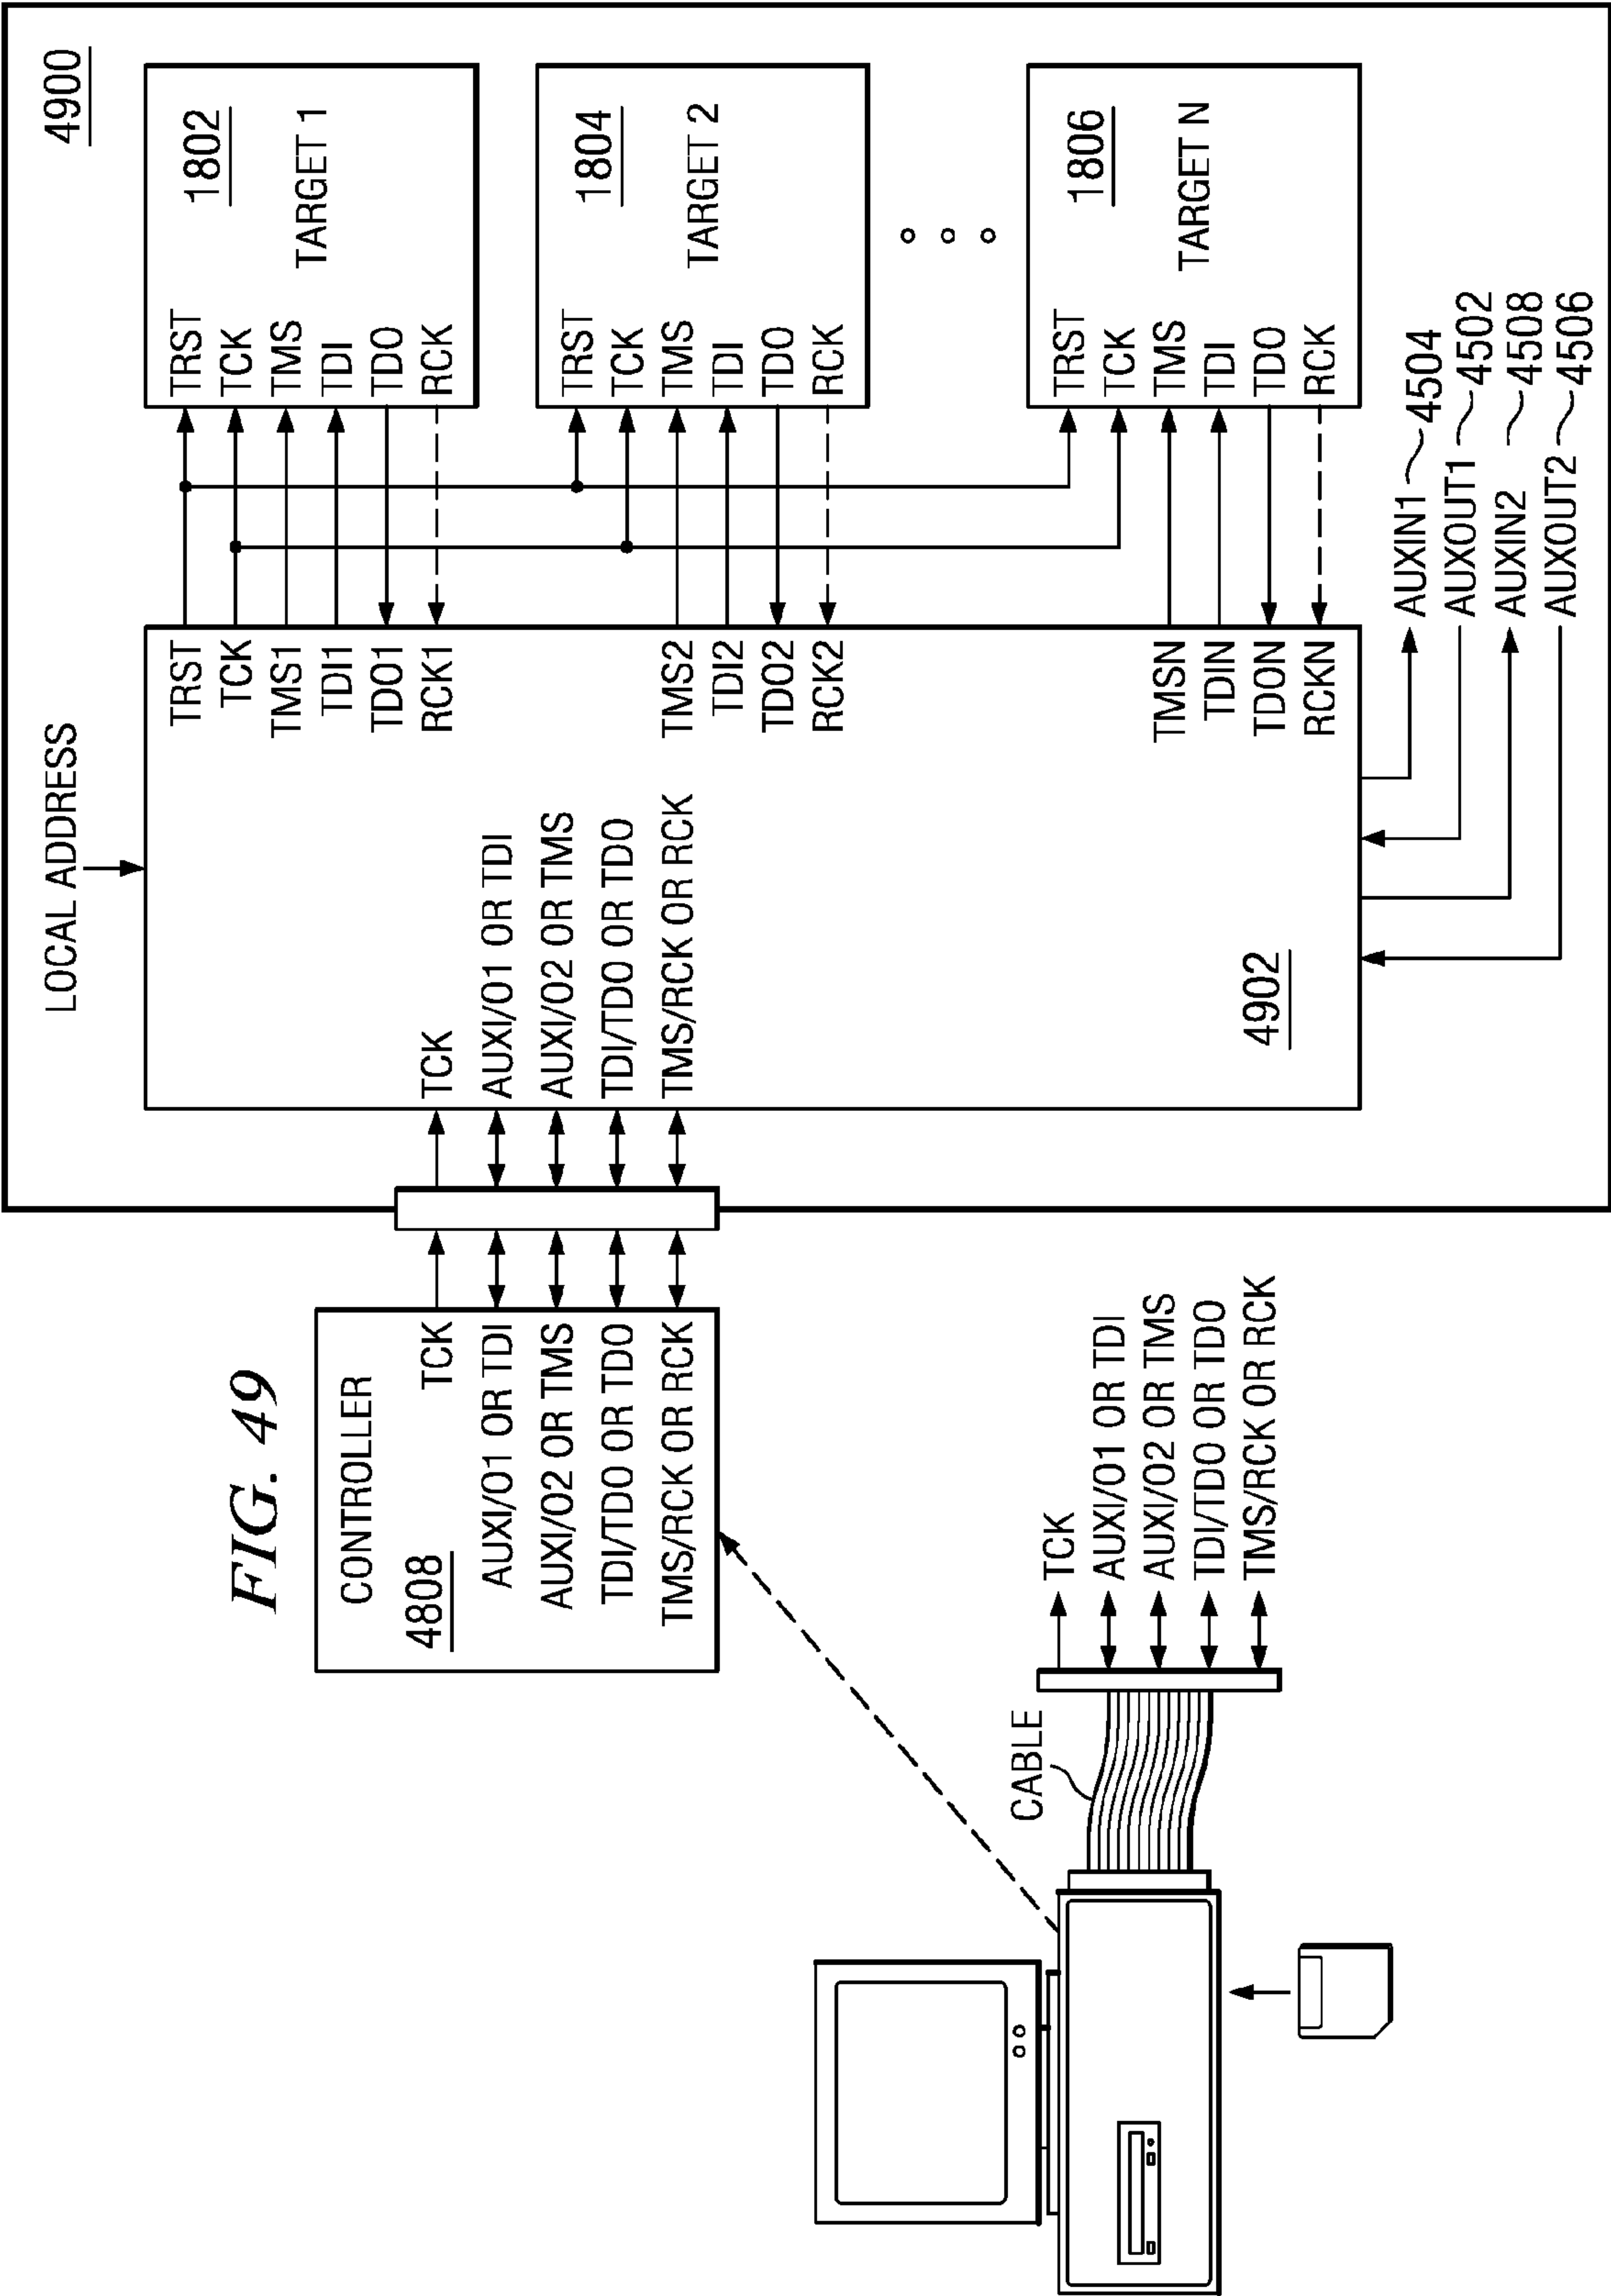 FIG. 49
4900
LOCAL ADDRESS
CONTROLLER
4808
TCK
AUXI/O1 OR TDI
AUXI/O2 OR TMS
TDI/TDO OR TDO
TMS/RCK OR RCK
TCK
AUXI/O1 OR TDI
AUXI/O2 OR TMS
TDI/TDO OR TDO
TMS/RCK OR RCK
4902
TRST
TCK
TMS1
TDI1
TDO1
RCK1
TMS2
TDI2
TDO2
RCK2
TMSN
TDIN
TDON
RCKN
TRST
TCK
TMS
TDI
TDO
RCK
1802
TARGET 1
TRST
TCK
TMS
TDI
TDO
RCK
1804
TARGET 2
TRST
TCK
TMS
TDI
TDO
RCK
1806
TARGET N
AUXIN1 4504
AUXOUT1 4502
AUXIN2 4508
AUXOUT2 4506
CABLE
TCK
AUXI/O1 OR TDI
AUXI/O2 OR TMS
TDI/TDO OR TDO
TMS/RCK OR RCK